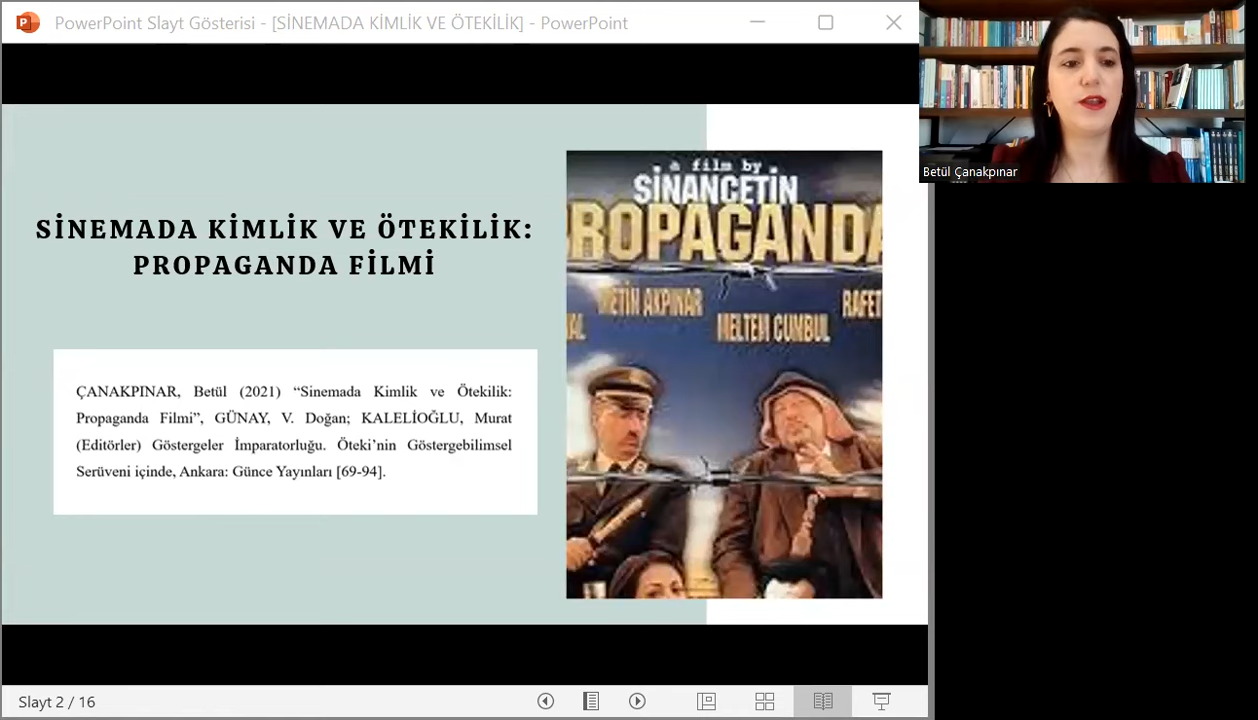 PowerPoint Slayt Gösterisi - [SİNEMADA KİMLİK VE ÖTEKİLİK] - PowerPoint
SİNEMADA KİMLİK VE ÖTEKİLİK:
PROPAGANDA FİLMİ
ÇANAKPINAR, Betül (2021) “Sinemada Kimlik ve Ötekilik:
Propaganda Filmi”, GÜNAY, V. Doğan; KALELİOĞLU, Murat
(Editörler) Göstergeler İmparatorluğu. Öteki’nin Göstergebilimsel
Serüveni içinde, Ankara: Günce Yayınları [69-94].
a film by
SİNANÇETİN
ROPAGANDA
METİN AKPINAR
RAFET
AL
MELTEM CUMBUL
Betül Çanakpınar
Slayt 2 / 16